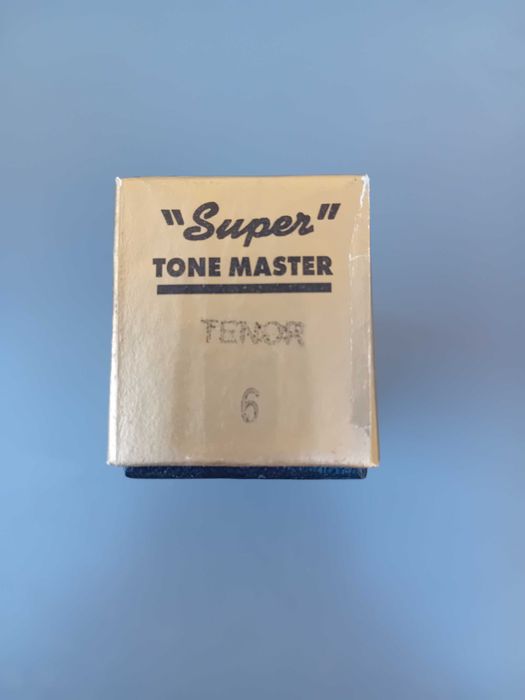 "Super"
TONE MASTER
TENOR
6